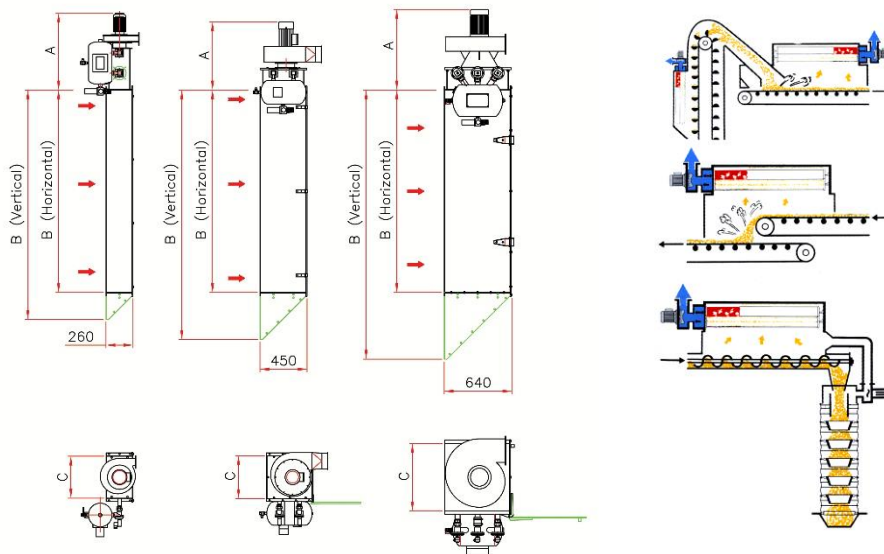 A
B (Vertical)
B (Horizontal)
260
A
B (Vertical)
B (Horizontal)
450
A
B (Vertical)
B (Horizontal)
640
C
C
C